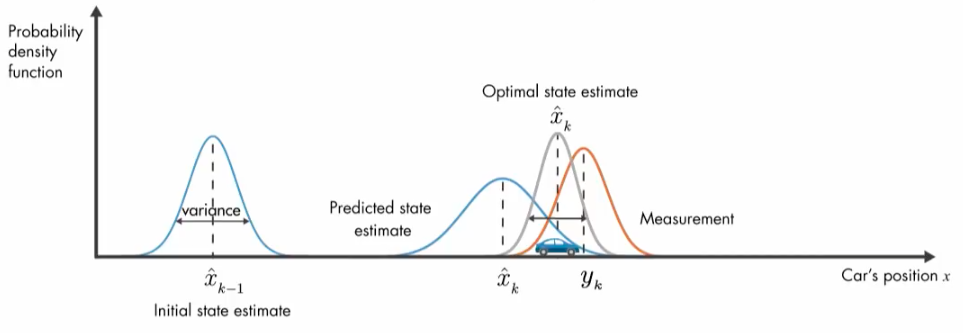 Probability
density
function
Optimal state estimate
x̂ₖ
variance
Predicted state
estimate
Measurement
x̂ₖ₋₁
x̂ₖ
yₖ
Car's position x
Initial state estimate